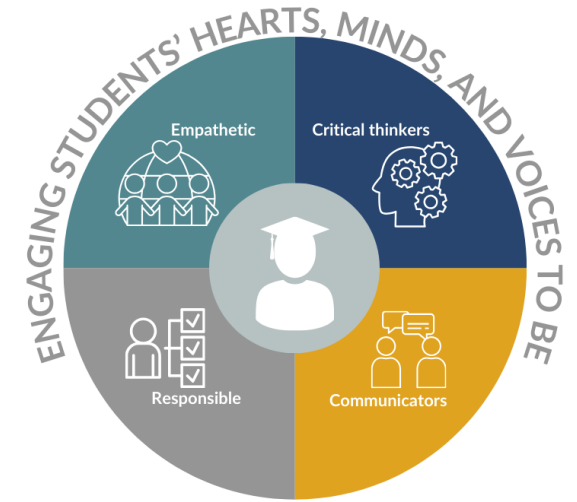 ENGAGING STUDENTS’ HEARTS, MINDS, AND VOICES TO BE
Empathetic
Critical thinkers
Responsible
Communicators